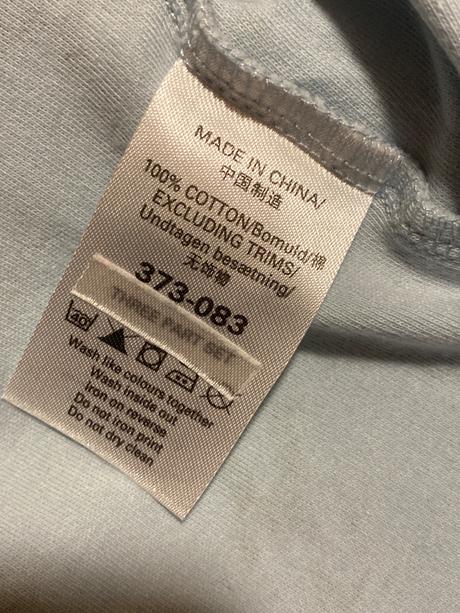 MADE IN CHINA/
中国制造
100% COTTON/Bomuld/棉
EXCLUDING TRIMS/
Undtagen besætning/
无饰物
373-083
THREE PART SET
40
Wash like colours together
Wash inside out
Iron on reverse
Do not iron print
Do not dry clean